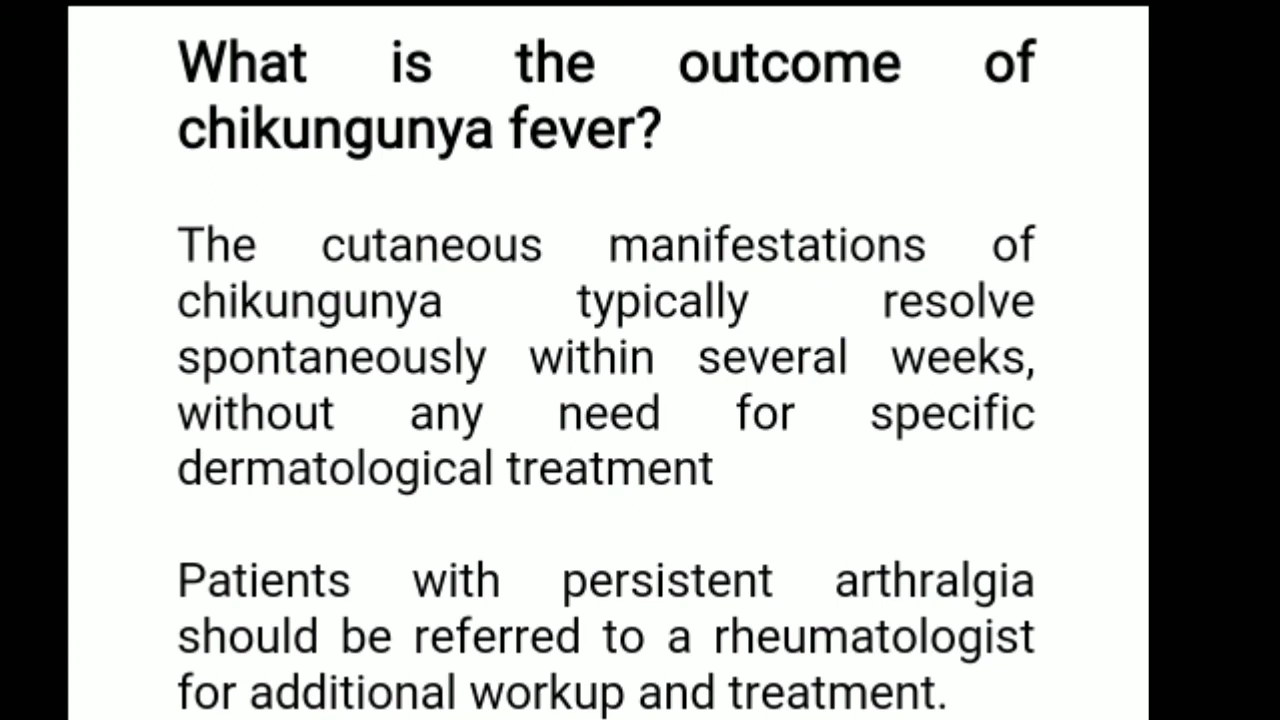 What is the outcome of
chikungunya fever?
The cutaneous manifestations of
chikungunya typically resolve
spontaneously within several weeks,
without any need for specific
dermatological treatment
Patients with persistent arthralgia
should be referred to a rheumatologist
for additional workup and treatment.